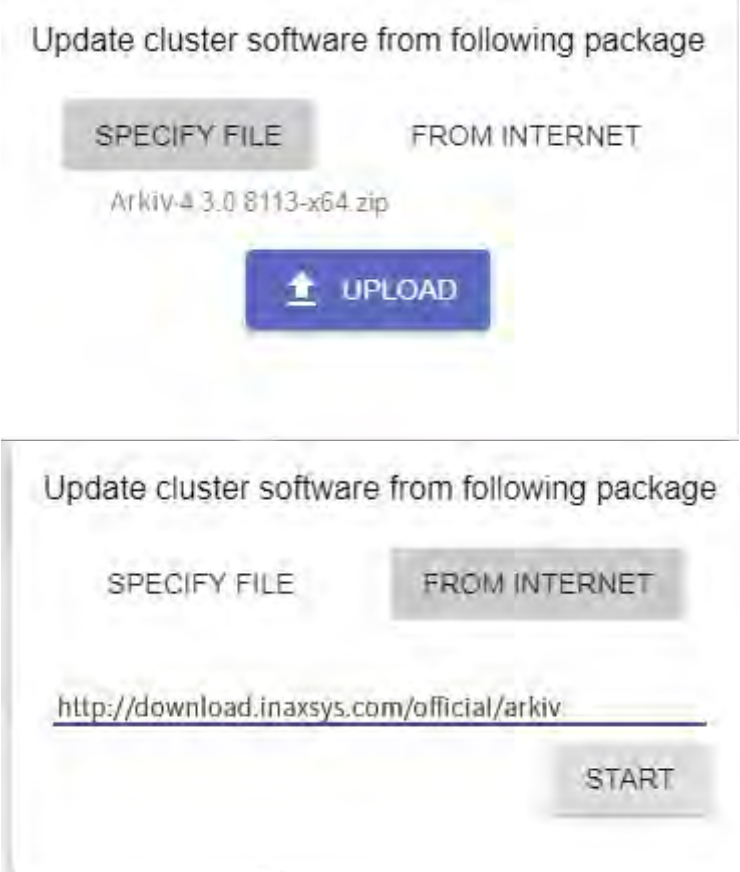 Update cluster software from following package
SPECIFY FILE FROM INTERNET
Arkiv-4.3.0.8113-x64.zip
UPLOAD
Update cluster software from following package
SPECIFY FILE FROM INTERNET
http://download.inaxsys.com/official/arkiv
START